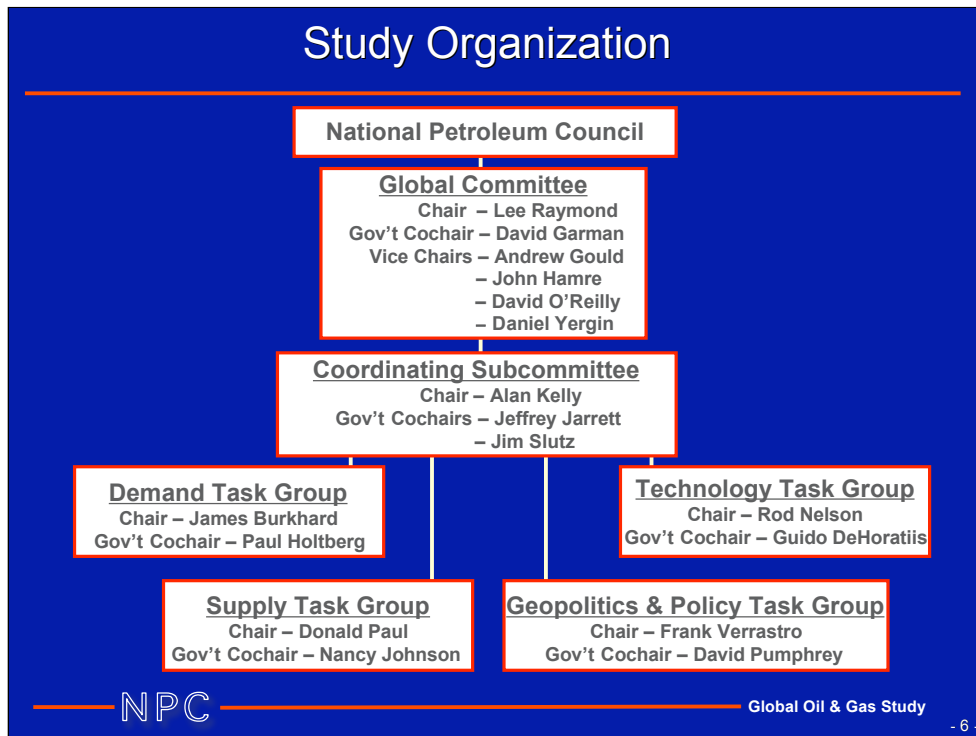 Study Organization
National Petroleum Council
Global Committee
Chair – Lee Raymond
Gov't Cochair – David Garman
Vice Chairs – Andrew Gould
– John Hamre
– David O'Reilly
– Daniel Yergin
Coordinating Subcommittee
Chair – Alan Kelly
Gov't Cochairs – Jeffrey Jarrett
– Jim Slutz
Demand Task Group
Chair – James Burkhard
Gov't Cochair – Paul Holtberg
Technology Task Group
Chair – Rod Nelson
Gov't Cochair – Guido DeHoratiis
Supply Task Group
Chair – Donald Paul
Gov't Cochair – Nancy Johnson
Geopolitics & Policy Task Group
Chair – Frank Verrastro
Gov't Cochair – David Pumphrey
NPC
Global Oil & Gas Study
- 6 -